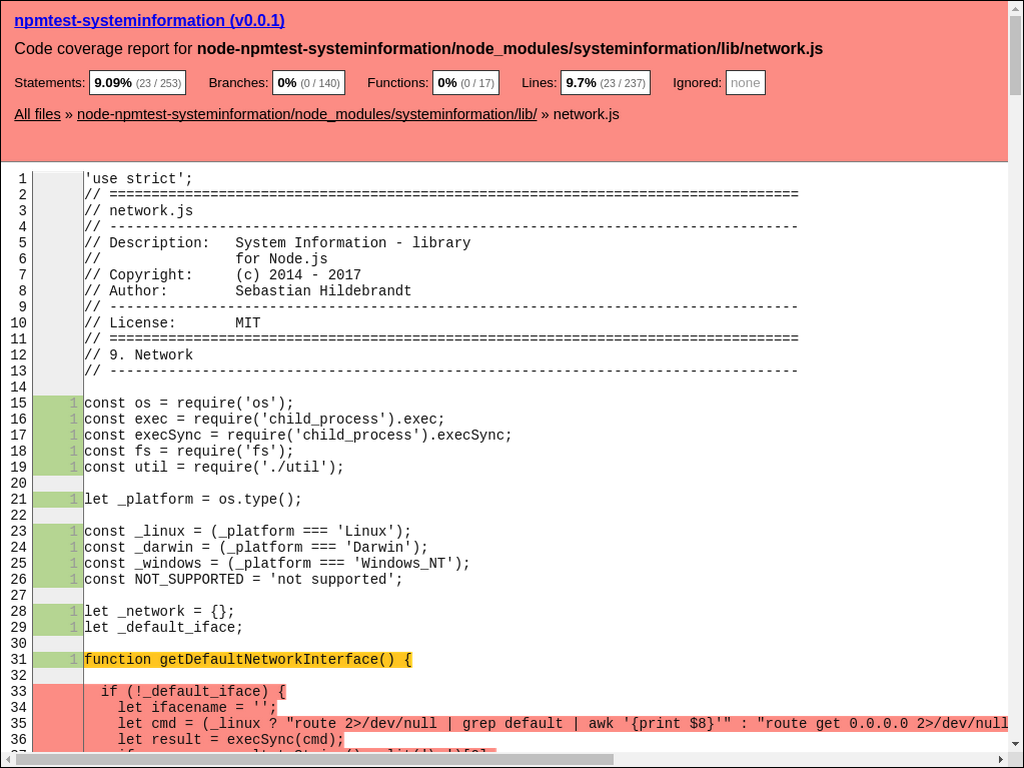 npmtest-systeminformation (v0.0.1)
Code coverage report for node-npmtest-systeminformation/node_modules/systeminformation/lib/network.js
Statements: 9.09% (23 / 253) Branches: 0% (0 / 140) Functions: 0% (0 / 17) Lines: 9.7% (23 / 237) Ignored: none
All files » node-npmtest-systeminformation/node_modules/systeminformation/lib/ » network.js
1 'use strict';
2 // ==================================================================================
3 // network.js
4 // ----------------------------------------------------------------------------------
5 // Description:   System Information - library
6 //                for Node.js
7 // Copyright:     (c) 2014 - 2017
8 // Author:        Sebastian Hildebrandt
9 // ----------------------------------------------------------------------------------
10 // License:       MIT
11 // ==================================================================================
12 // 9. Network
13 // ----------------------------------------------------------------------------------
14
15 1 const os = require('os');
16 1 const exec = require('child_process').exec;
17 1 const execSync = require('child_process').execSync;
18 1 const fs = require('fs');
19 1 const util = require('./util');
20
21 1 let _platform = os.type();
22
23 1 const _linux = (_platform === 'Linux');
24 1 const _darwin = (_platform === 'Darwin');
25 1 const _windows = (_platform === 'Windows_NT');
26 1 const NOT_SUPPORTED = 'not supported';
27
28 1 let _network = {};
29 1 let _default_iface;
30
31 1 function getDefaultNetworkInterface() {
32
33   if (!_default_iface) {
34     let ifacename = '';
35     let cmd = (_linux ? "route 2>/dev/null | grep default | awk '{print $8}'" : "route get 0.0.0.0 2>/dev/null
36     let result = execSync(cmd);